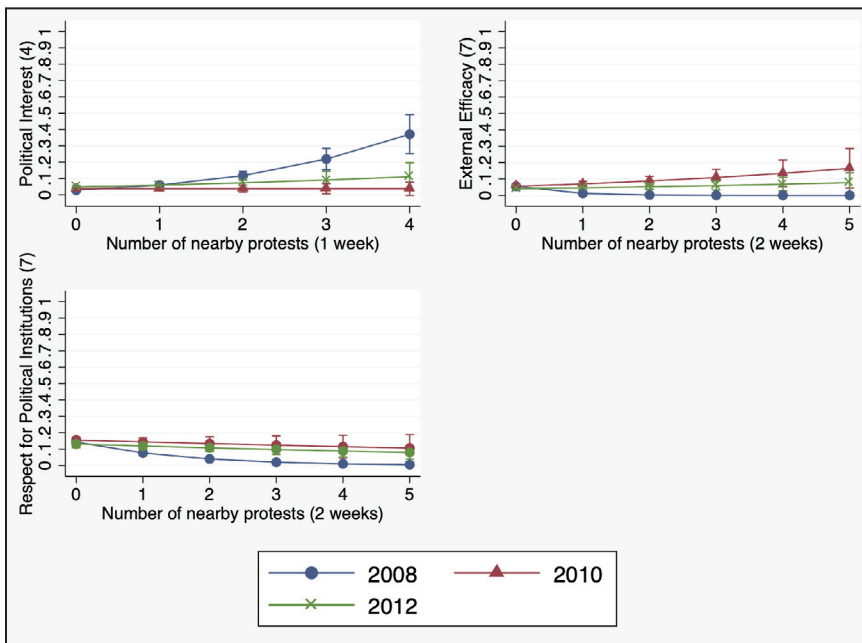 Political Interest (4)
0 .1 .2 .3 .4 .5 .6 .7 .8 .9 1
0 1 2 3 4
Number of nearby protests (1 week)
External Efficacy (7)
0 .1 .2 .3 .4 .5 .6 .7 .8 .9 1
0 1 2 3 4 5
Number of nearby protests (2 weeks)
Respect for Political Institutions (7)
0 .1 .2 .3 .4 .5 .6 .7 .8 .9 1
0 1 2 3 4 5
Number of nearby protests (2 weeks)
2008 2010
2012